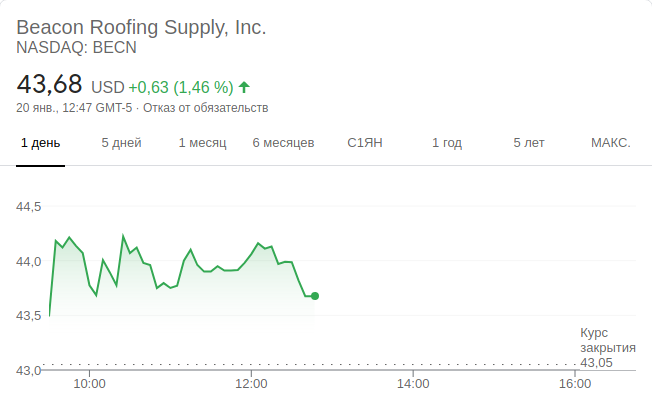 Beacon Roofing Supply, Inc.
NASDAQ: BECN
43,68 USD +0,63 (1,46 %)
20 янв., 12:47 GMT-5 · Отказ от обязательств
1 день 5 дней 1 месяц 6 месяцев С1ЯН 1 год 5 лет МАКС.
44,5
44,0
43,5
Курс
закрытия
43,05
43,0
10:00 12:00 14:00 16:00